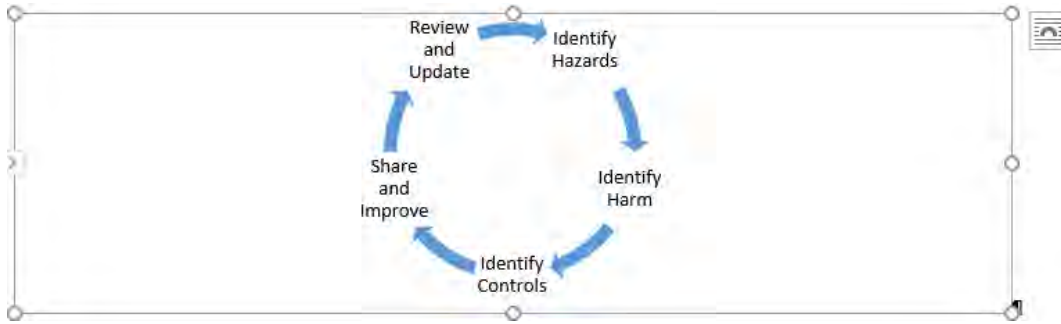 Review
and
Update
Identify
Hazards
Identify
Harm
Identify
Controls
Share
and
Improve
¶